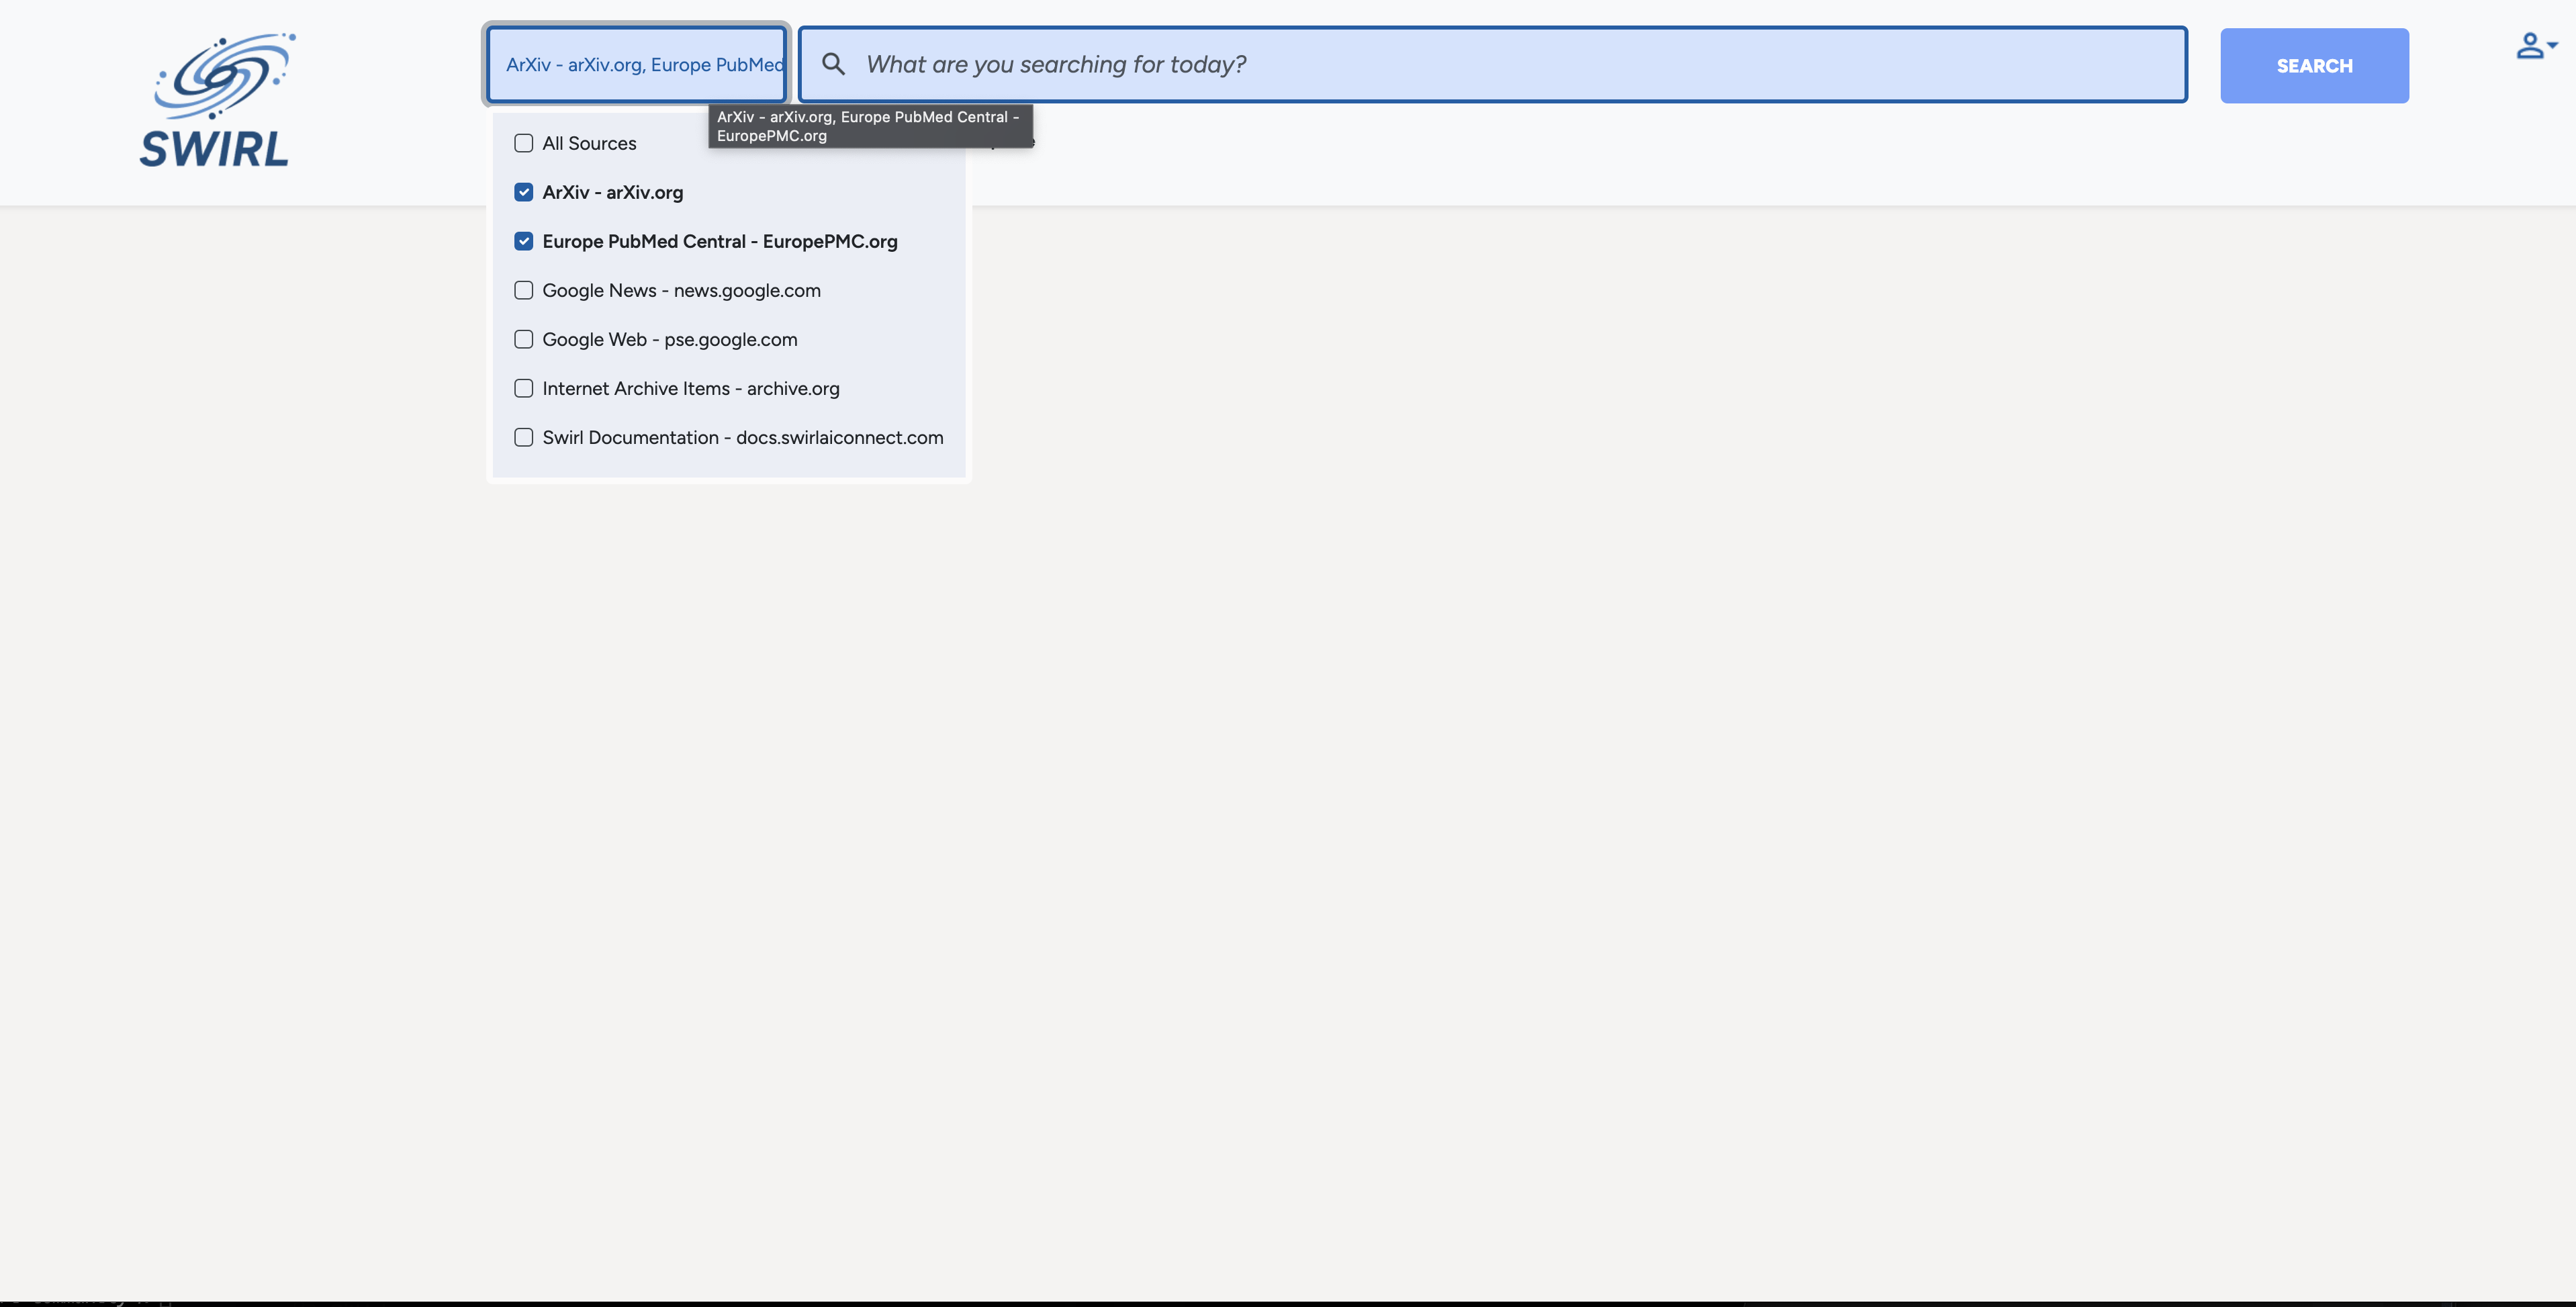 SWIRL
ArXiv - arXiv.org, Europe PubMed
What are you searching for today?
SEARCH
ArXiv - arXiv.org, Europe PubMed Central -
EuropePMC.org
All Sources
ArXiv - arXiv.org
Europe PubMed Central - EuropePMC.org
Google News - news.google.com
Google Web - pse.google.com
Internet Archive Items - archive.org
Swirl Documentation - docs.swirlaiconnect.com